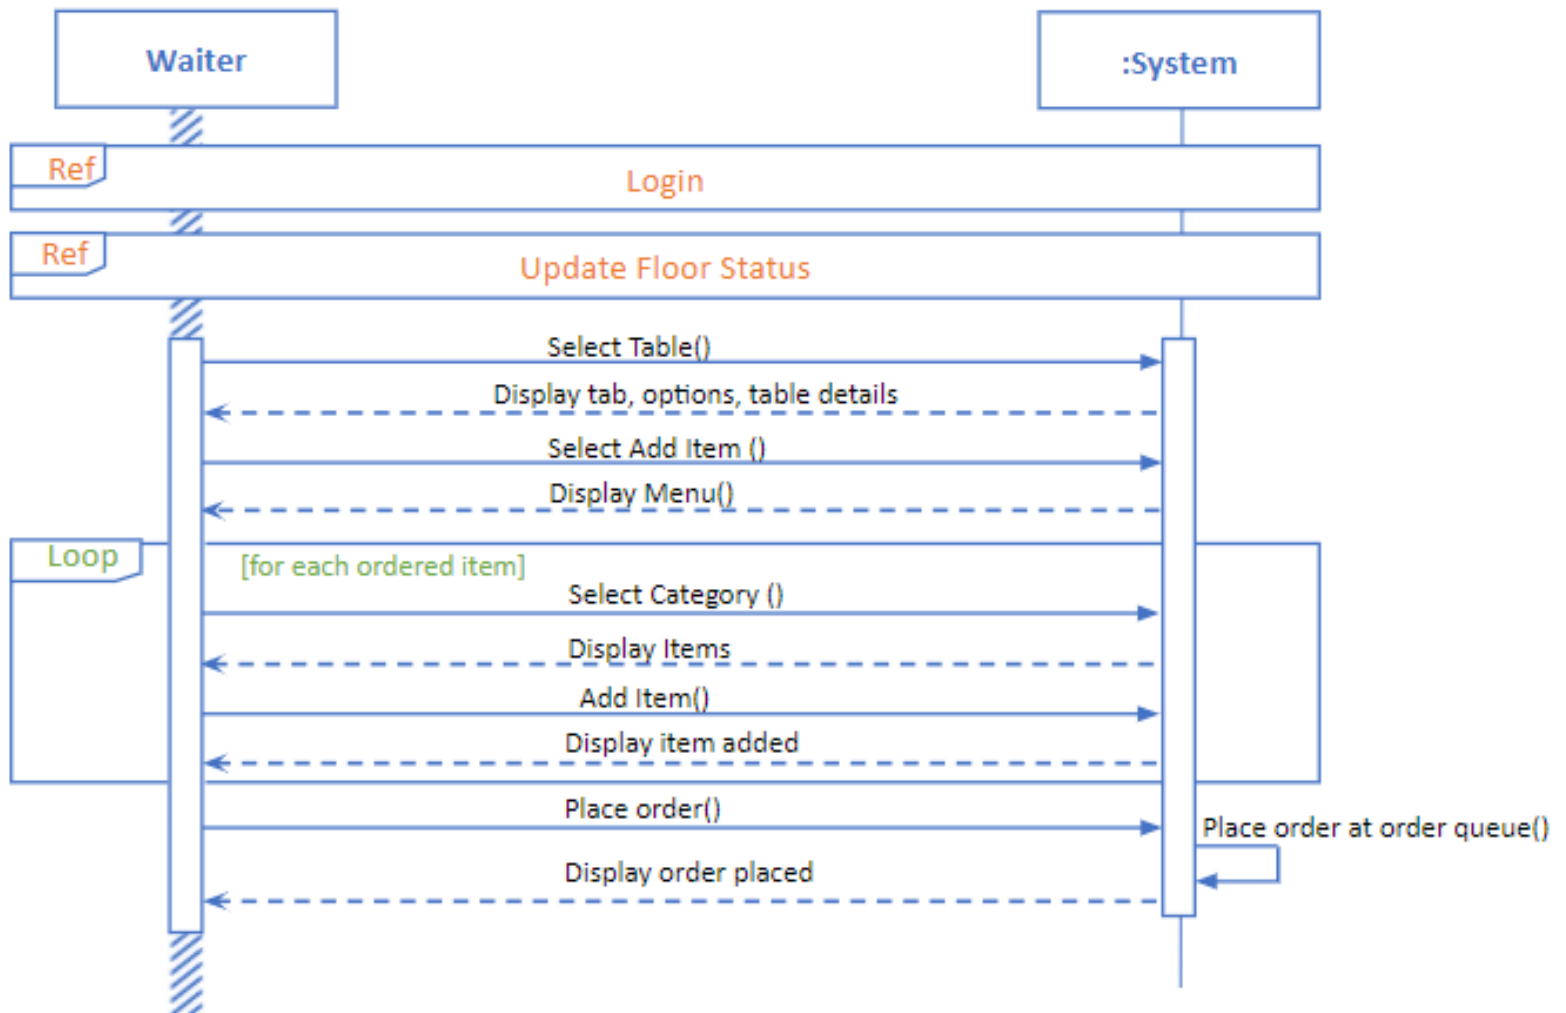 Waiter
:System
Ref
Login
Ref
Update Floor Status
Select Table()
Display tab, options, table details
Select Add Item ()
Display Menu()
Loop
[for each ordered item]
Select Category ()
Display Items
Add Item()
Display item added
Place order()
Place order at order queue()
Display order placed